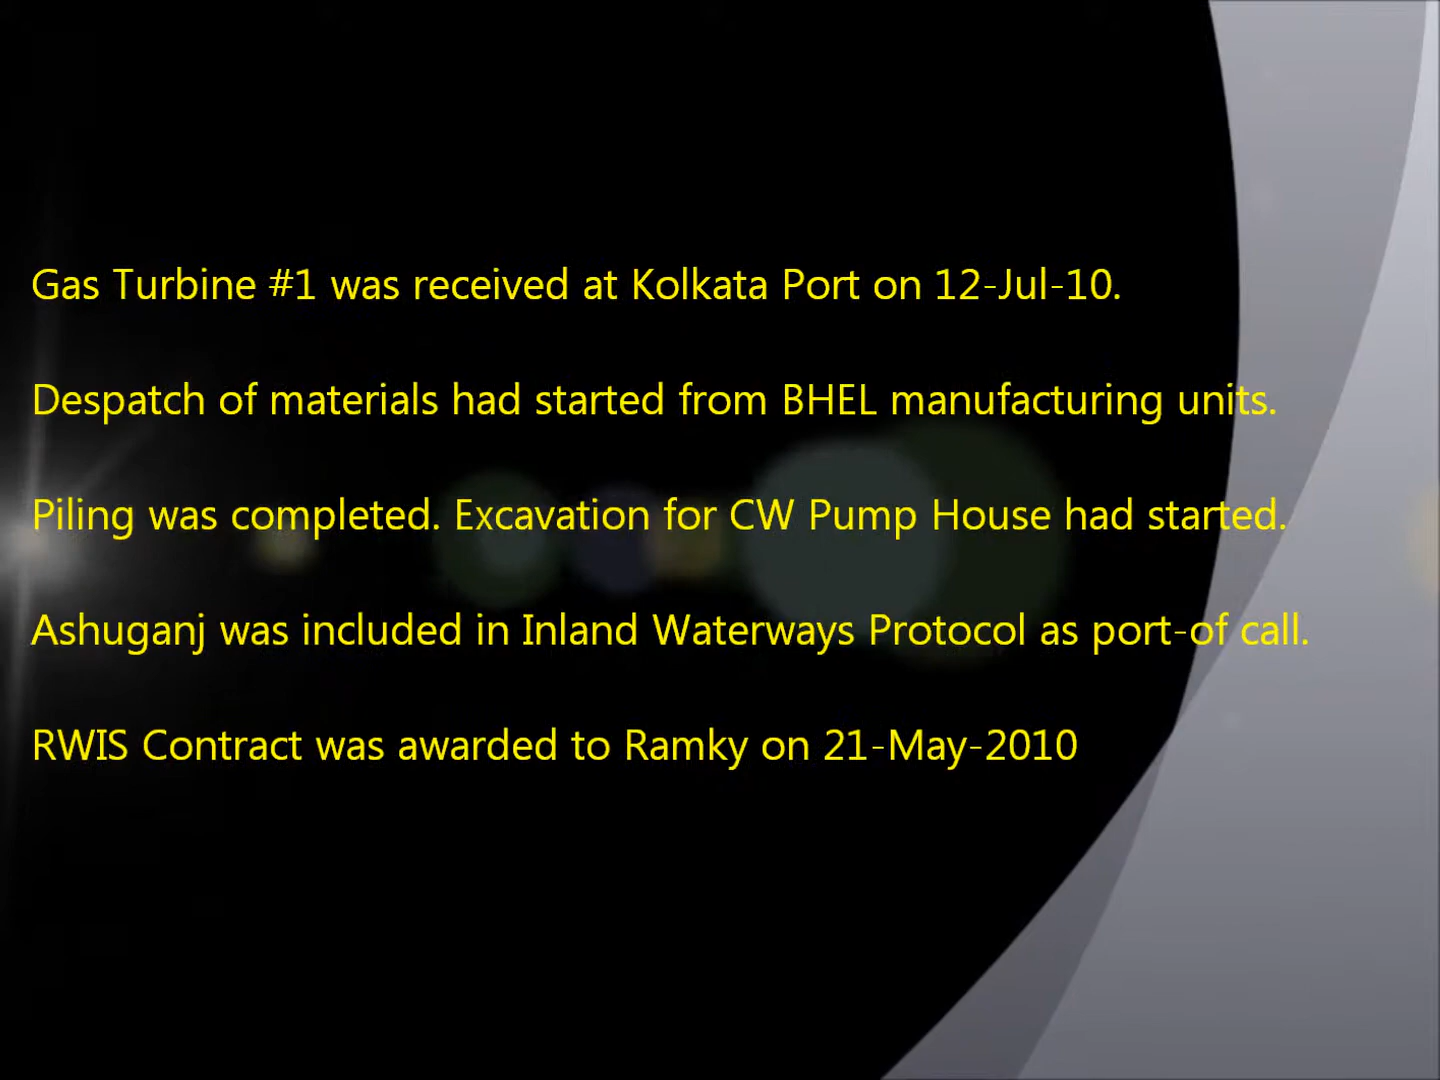 Gas Turbine #1 was received at Kolkata Port on 12-Jul-10.
Despatch of materials had started from BHEL manufacturing units.
Piling was completed. Excavation for CW Pump House had started.
Ashuganj was included in Inland Waterways Protocol as port-of call.
RWIS Contract was awarded to Ramky on 21-May-2010